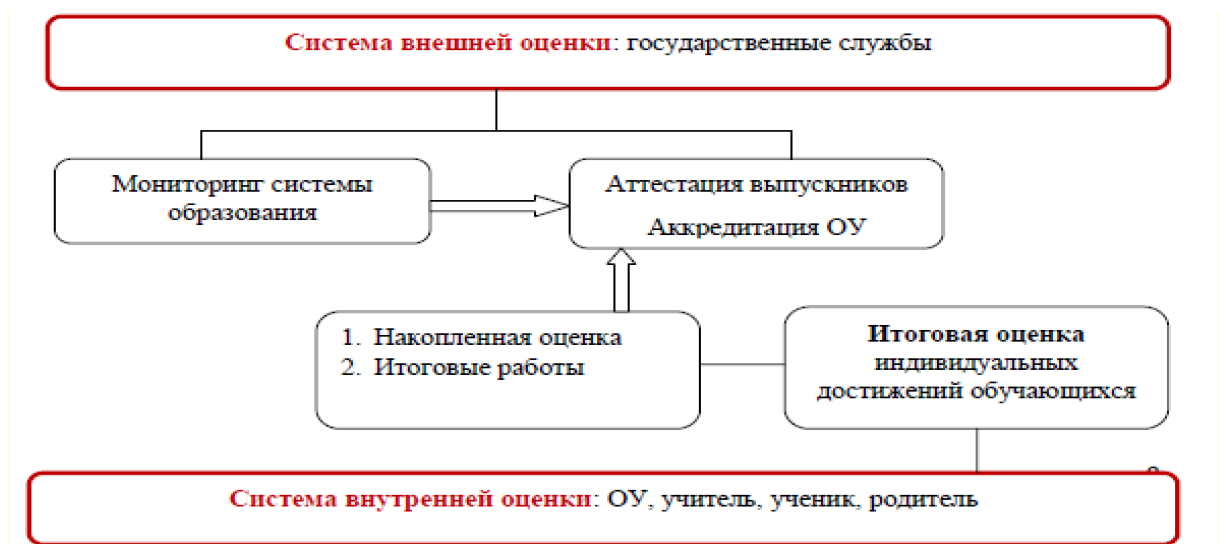 Система внешней оценки: государственные службы
Мониторинг системы
образования
Аттестация выпускников
Аккредитация ОУ
1. Накопленная оценка
2. Итоговые работы
Итоговая оценка
индивидуальных
достижений обучающихся
Система внутренней оценки: ОУ, учитель, ученик, родитель